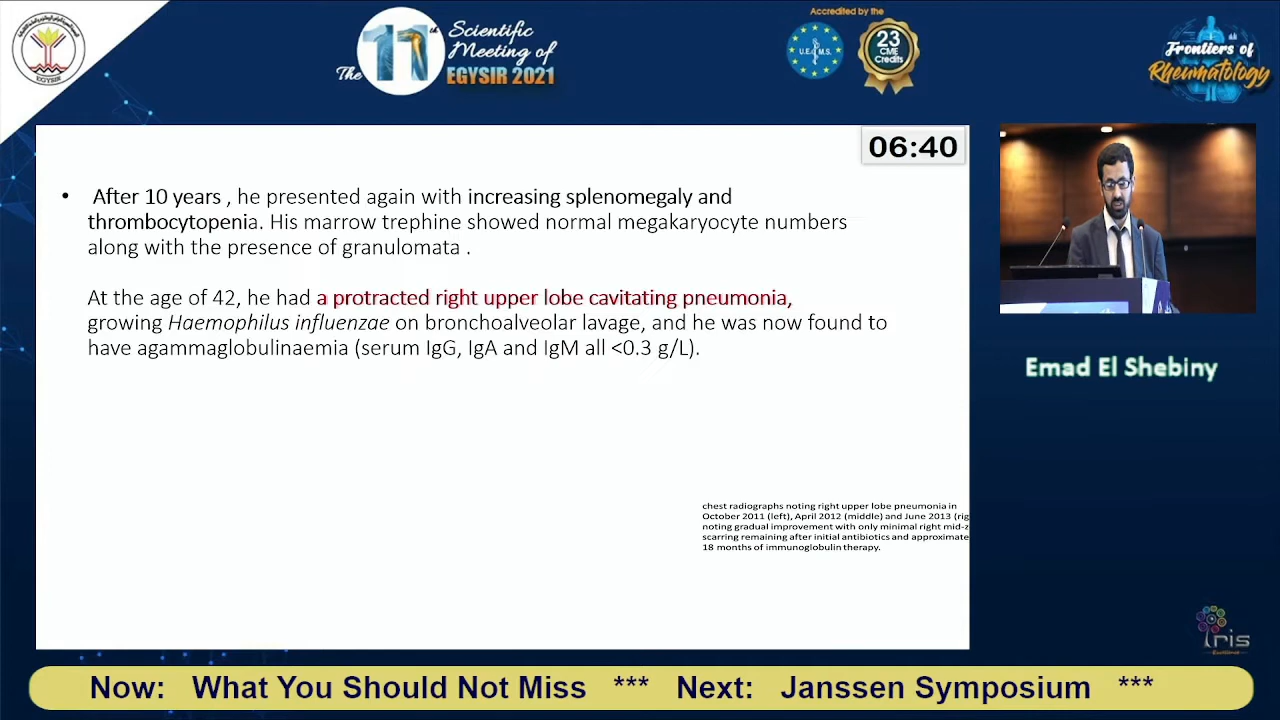 EGYSIR
The 11th
Scientific
Meeting of
EGYSIR 2021
Accredited by the
U.E.M.S.
23
CME
Credits
Frontiers of
Rheumatology
06:40
• After 10 years , he presented again with increasing splenomegaly and
thrombocytopenia. His marrow trephine showed normal megakaryocyte numbers
along with the presence of granulomata .
At the age of 42, he had a protracted right upper lobe cavitating pneumonia,
growing Haemophilus influenzae on bronchoalveolar lavage, and he was now found to
have agammaglobulinaemia (serum IgG, IgA and IgM all <0.3 g/L).
chest radiographs noting right upper lobe pneumonia in
October 2011 (left), April 2012 (middle) and June 2013 (rig
noting gradual improvement with only minimal right mid-z
scarring remaining after initial antibiotics and approximate
18 months of immunoglobulin therapy.
Emad El Shebiny
Iris
Now: What You Should Not Miss *** Next: Janssen Symposium ***